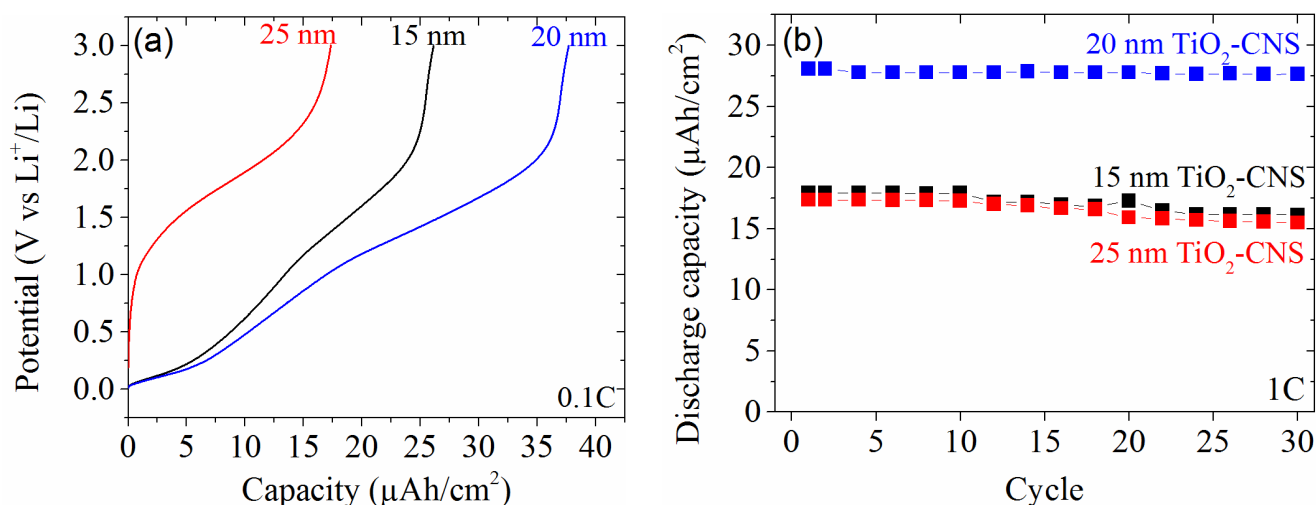 (a)
25 nm
15 nm
20 nm
3.0
2.5
2.0
1.5
1.0
0.5
0.0
Potential (V vs Li⁺/Li)
0.1C
0 5 10 15 20 25 30 35 40
Capacity (µAh/cm²)
(b)
20 nm TiO₂-CNS
15 nm TiO₂-CNS
25 nm TiO₂-CNS
30
25
20
15
10
5
0
Discharge capacity (µAh/cm²)
1C
0 5 10 15 20 25 30
Cycle